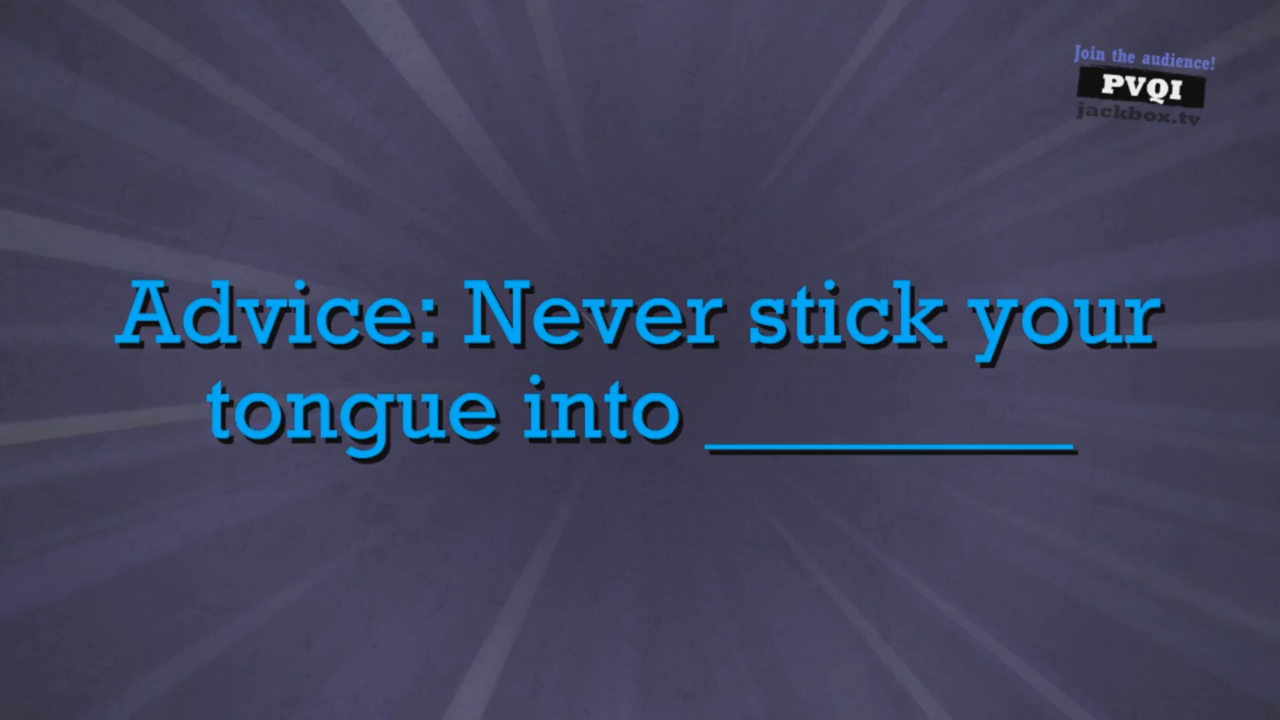 Join the audience!
PVQI
jackbox.tv
Advice: Never stick your
tongue into ________